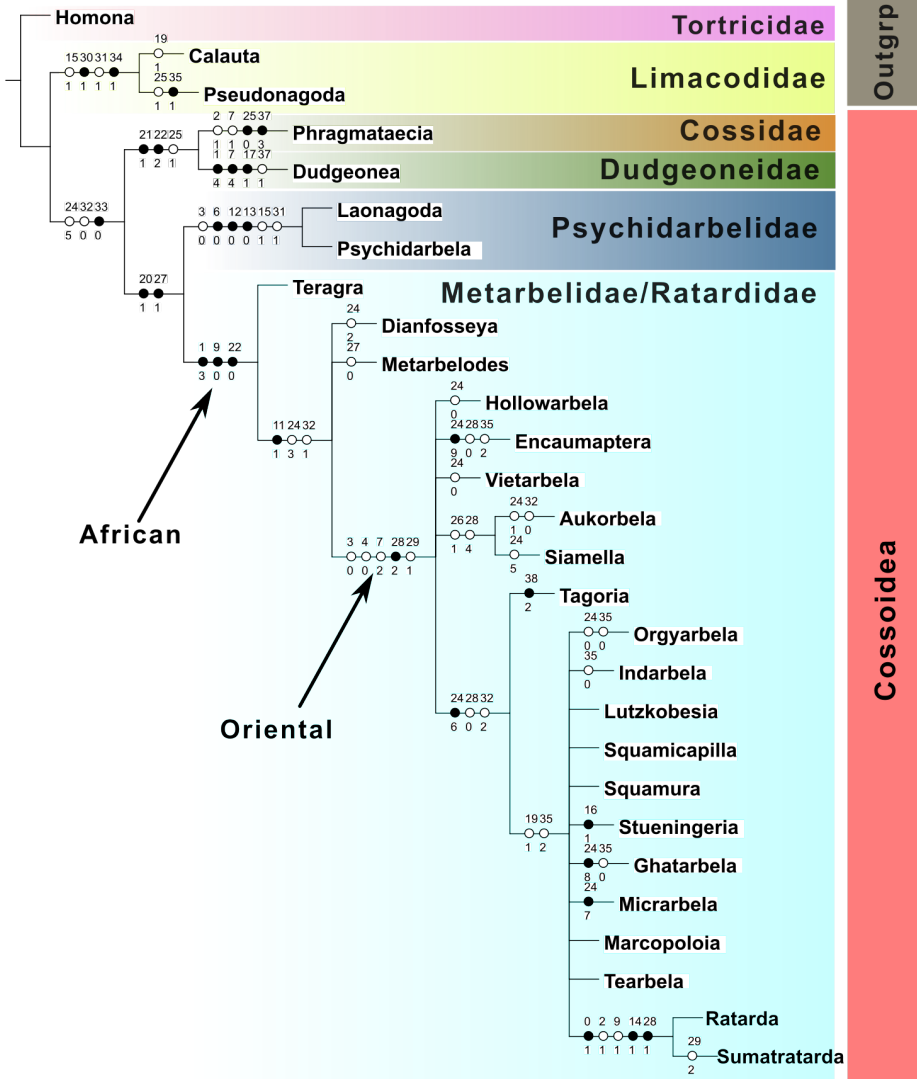 Homona
Tortricidae
Outgrp
19
15 30 31 34
Calauta
1 1 1 1
1
Limacodidae
25 35
1 1
Pseudonagoda
2 7 25 37
Phragmataecia
Cossidae
21 22 25
1 1 0 3
1 2 1
1 7 17 37
Dudgeonea
Dudgeoneidae
4 4 1 1
24 32 33
5 0 0
3 6 12 13 15 31
0 0 0 0 1 1
Laonagoda
Psychidarbela
Psychidarbelidae
20 27
1 1
Teragra
Metarbelidae/Ratardidae
24
Dianfosseya
2
1 9 22
3 0 0
27
Metarbelodes
0
24
Hollowarbela
0
11 24 32
1 3 1
24 28 35
Encaumaptera
9 0 2
24
Vietarbela
0
African
24 32
Aukorbela
1 0
26 28
1 4
24
Siamella
5
3 4 7 28 29
0 0 2 2 1
38
Tagoria
2
24 35
Orgyarbela
0 0
35
Indarbela
0
Oriental
24 28 32
6 0 2
Lutzkobesia
Squamicapilla
Squamura
16
Stueningeria
1
19 35
1 2
24 35
Ghatarbela
8 0
24
Micrarbela
7
Marcopoloia
Tearbela
0 2 9 14 28
1 1 1 1 1
Ratarda
29
Sumatratarda
2
Cossoidea